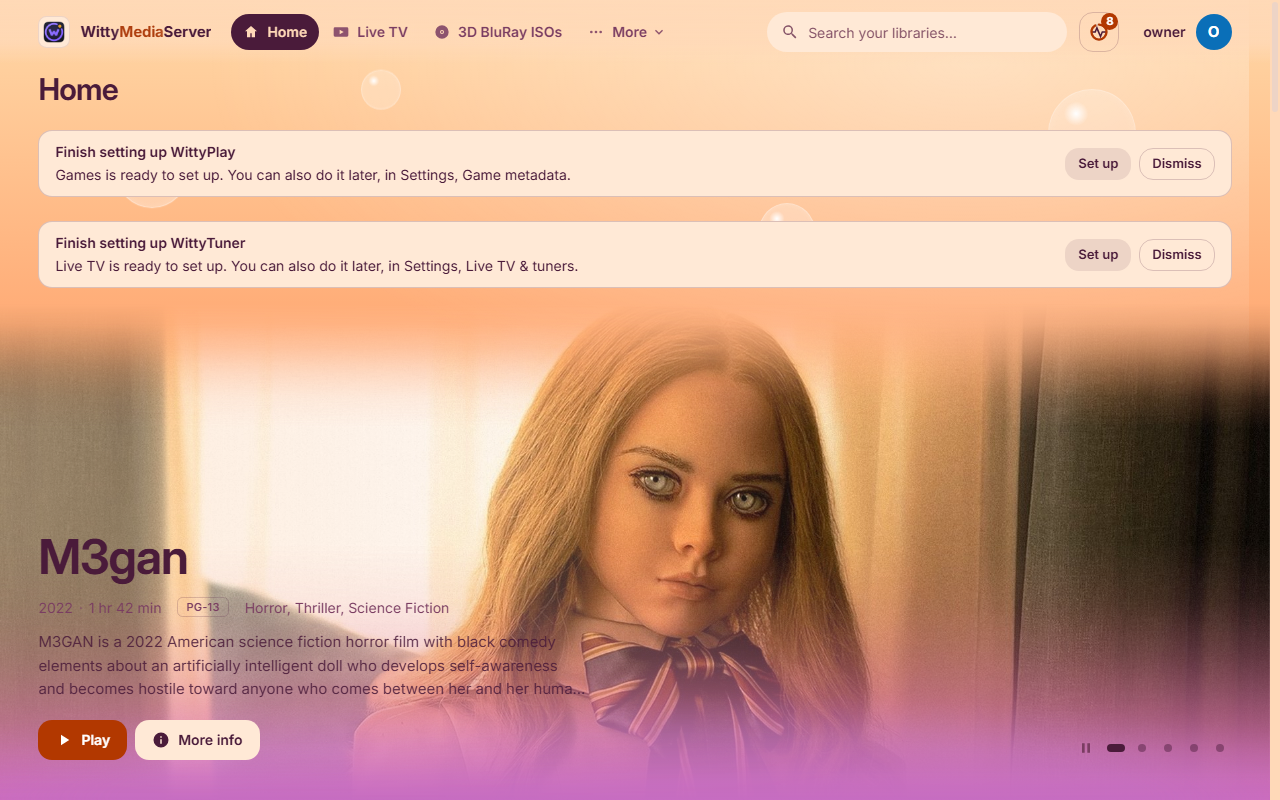 WittyMediaServer
Home
Live TV
3D BluRay ISOs
More
Search your libraries...
8
owner
O
Home
Finish setting up WittyPlay
Games is ready to set up. You can also do it later, in Settings, Game metadata.
Set up
Dismiss
Finish setting up WittyTuner
Live TV is ready to set up. You can also do it later, in Settings, Live TV & tuners.
Set up
Dismiss
M3gan
2022 · 1 hr 42 min PG-13 Horror, Thriller, Science Fiction
M3GAN is a 2022 American science fiction horror film with black comedy
elements about an artificially intelligent doll who develops self-awareness
and becomes hostile toward anyone who comes between her and her huma...
Play
More info